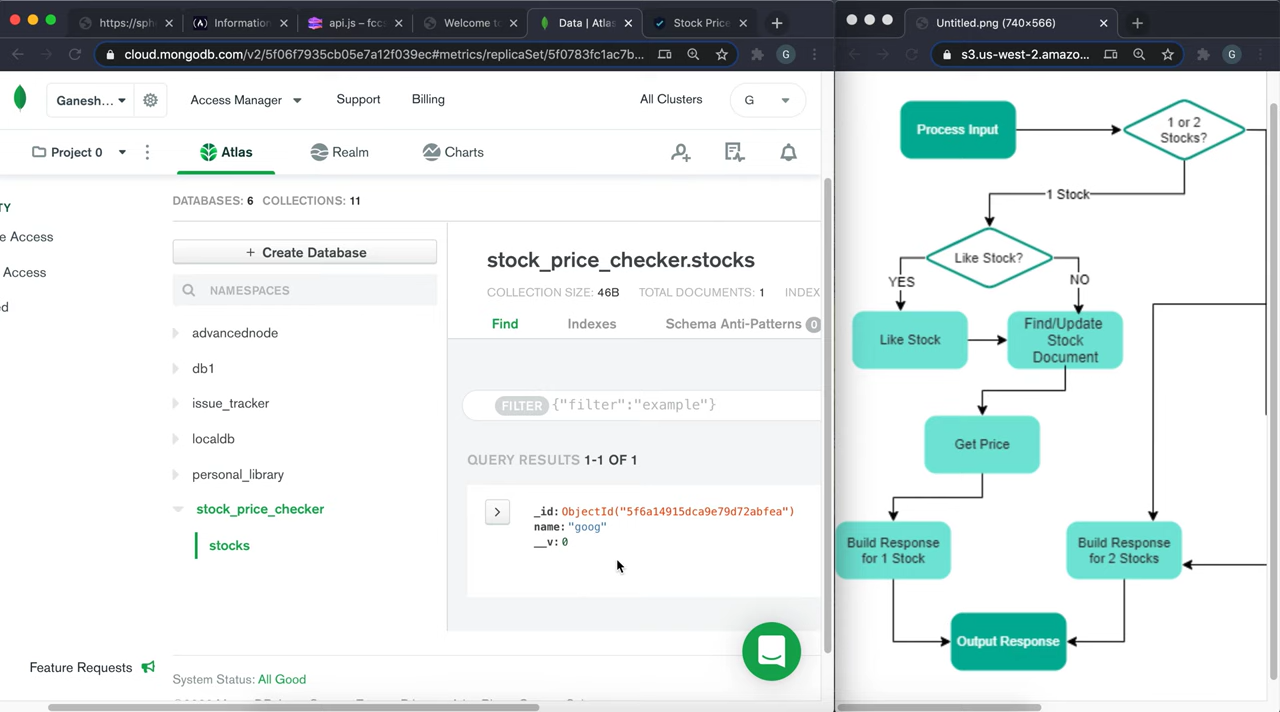 https://sph
Information
api.js – fcc
Welcome to
Data | Atlas
Stock Price
cloud.mongodb.com/v2/5f06f7935cb05e7a12f039ec#metrics/replicaSet/5f0783fc1ac7b...
G
Ganesh...
Access Manager
Support
Billing
All Clusters
G
Project 0
Atlas
Realm
Charts
TY
e Access
Access
d
DATABASES: 6 COLLECTIONS: 11
+ Create Database
NAMESPACES
advancednode
db1
issue_tracker
localdb
personal_library
stock_price_checker
stocks
stock_price_checker.stocks
COLLECTION SIZE: 46B TOTAL DOCUMENTS: 1 INDEX
Find Indexes Schema Anti-Patterns 0
FILTER {"filter":"example"}
QUERY RESULTS 1-1 OF 1
_id: ObjectId("5f6a14915dca9e79d72abfea")
name: "goog"
__v: 0
Feature Requests
System Status: All Good
Untitled.png (740×566)
s3.us-west-2.amazo...
G
Process Input
1 or 2
Stocks?
1 Stock
Like Stock?
YES
NO
Like Stock
Find/Update
Stock
Document
Get Price
Build Response
for 1 Stock
Build Response
for 2 Stocks
Output Response